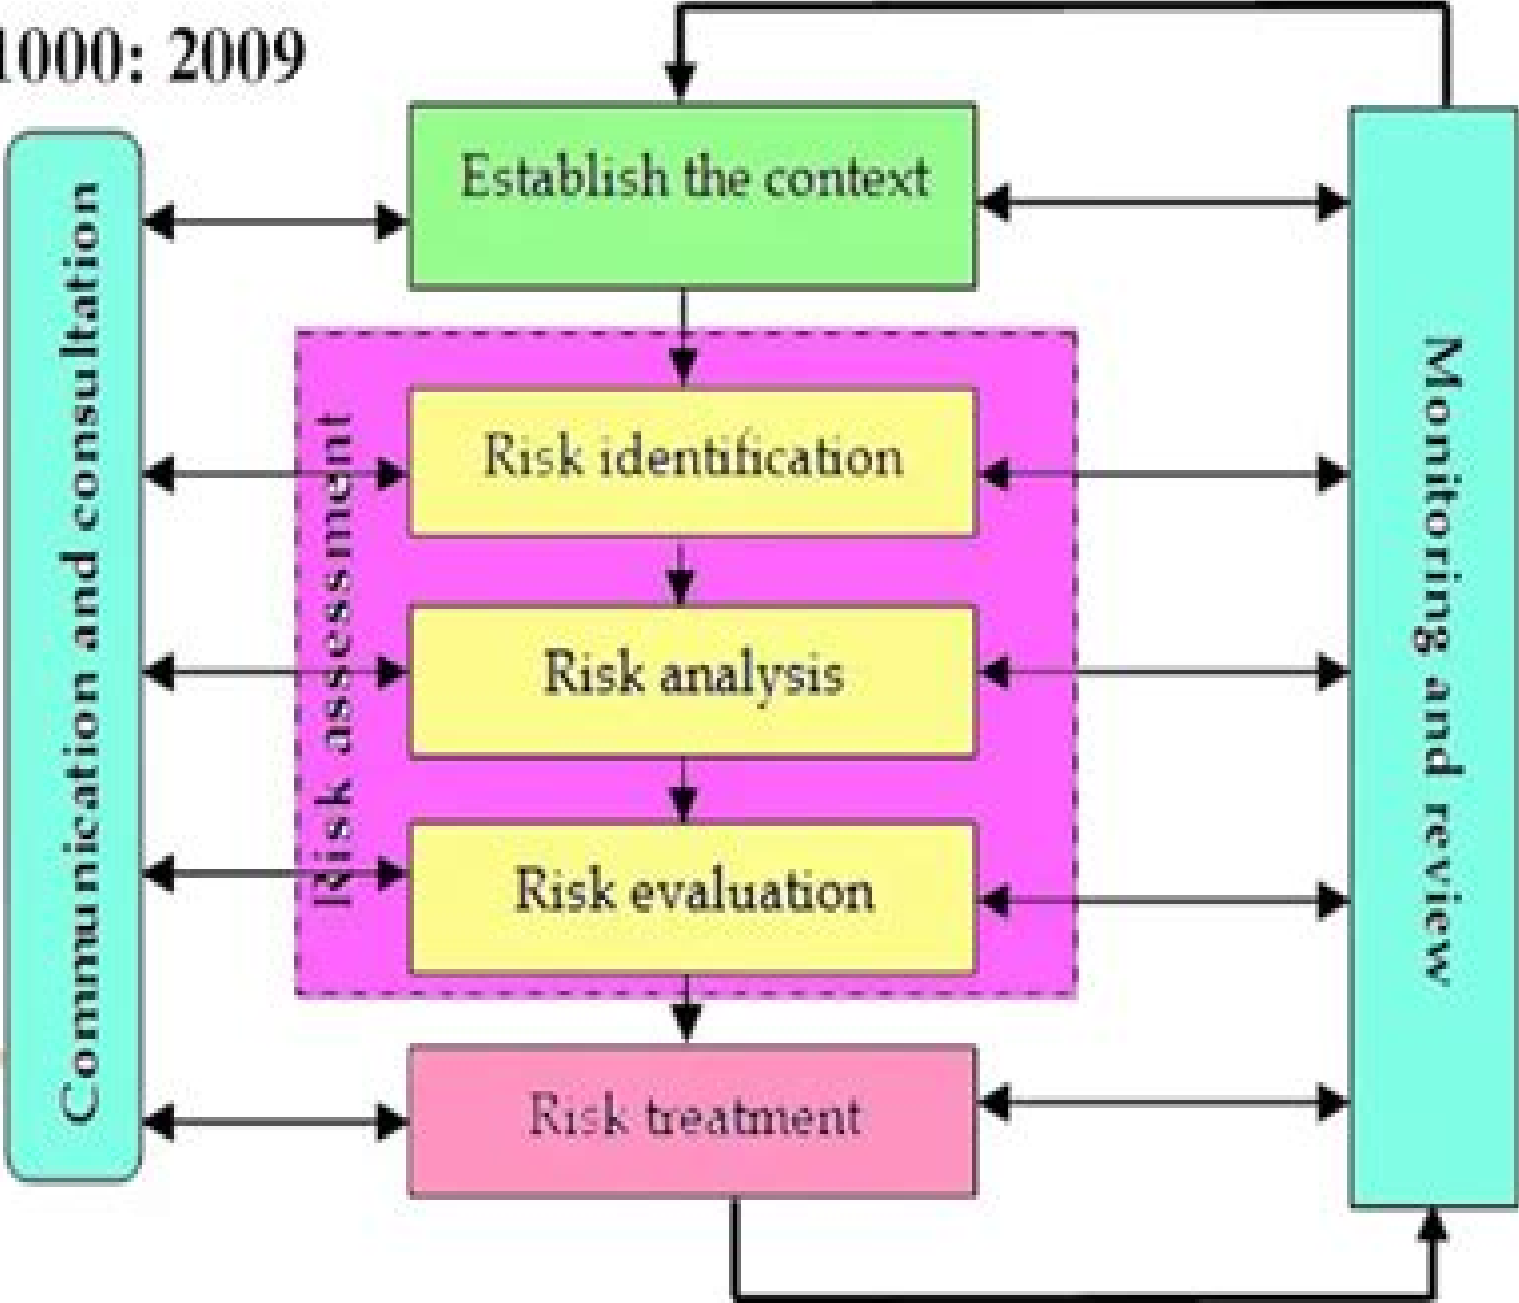 1000: 2009
Establish the context
Communication and consultation
Risk assessment
Risk identification
Risk analysis
Risk evaluation
Risk treatment
Monitoring and review